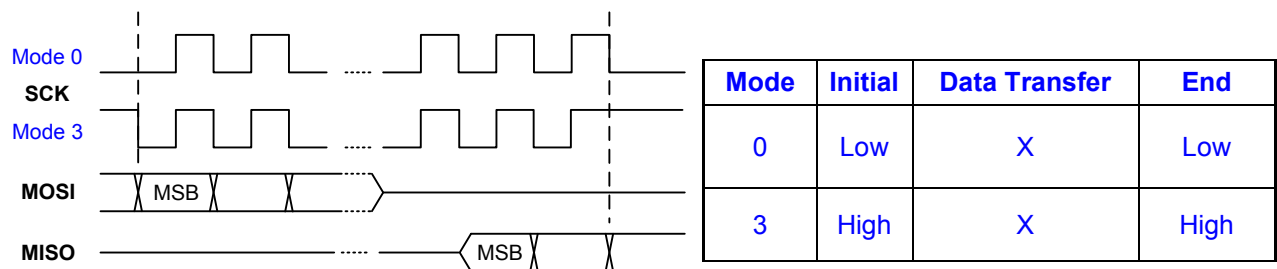 Mode 0
SCK
Mode 3
MOSI
MSB
MISO
MSB
Mode Initial Data Transfer End
0 Low X Low
3 High X High